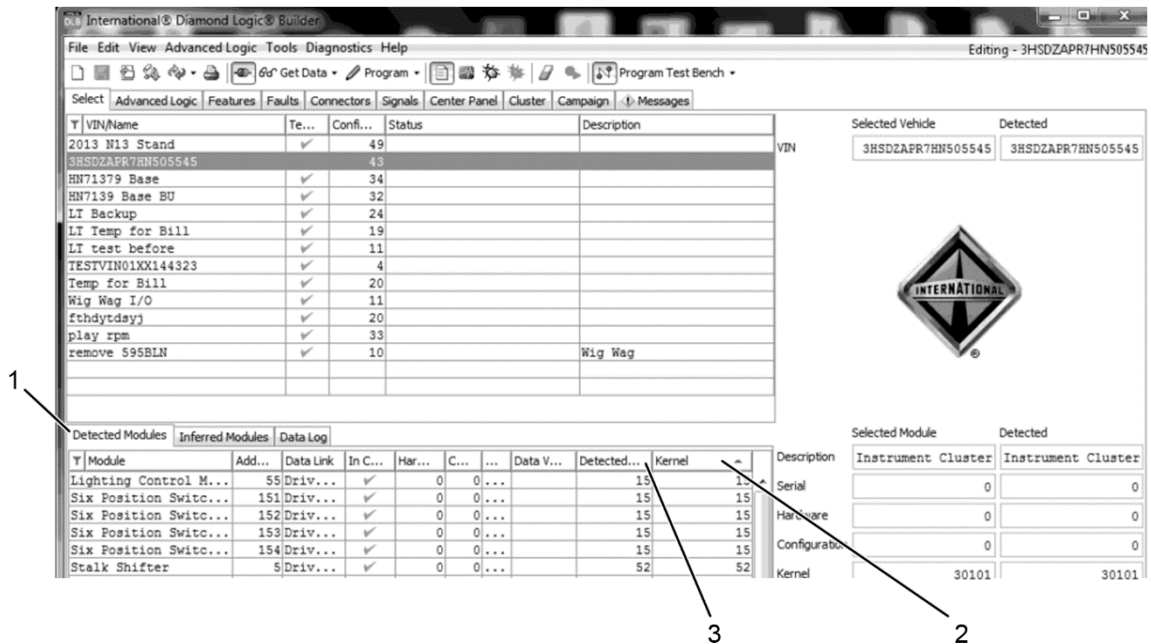 International® Diamond Logic® Builder
File Edit View Advanced Logic Tools Diagnostics Help Editing - 3HSDZAPR7HN505545
Get Data Program Program Test Bench
Select Advanced Logic Features Faults Connectors Signals Center Panel Cluster Campaign Messages
VIN/Name Te... Confi... Status Description Selected Vehicle Detected
2013 N13 Stand 49 VIN 3HSDZAPR7HN505545 3HSDZAPR7HN505545
3HSDZAPR7HN505545 43
HN71379 Base 34
HN7139 Base BU 32
LT Backup 24
LT Temp for Bill 19
LT test before 11
TESTVIN01XX144323 4
Temp for Bill 20
Wig Wag I/O 11
INTERNATIONAL
fthdytdsyj 20
play rpm 33
remove 595BLN 10 Wig Wag
®
1
Detected Modules Inferred Modules Data Log Selected Module Detected
Module Add... Data Link In C... Har... C... ... Data V... Detected... Kernel Description Instrument Cluster Instrument Cluster
Lighting Control M... 55 Driv... 0 0 ... 15 15 Serial 0 0
Six Position Switc... 151 Driv... 0 0 ... 15 15
Six Position Switc... 152 Driv... 0 0 ... 15 15 Hardware 0 0
Six Position Switc... 153 Driv... 0 0 ... 15 15
Six Position Switc... 154 Driv... 0 0 ... 15 15 Configuration 0 0
Stalk Shifter 5 Driv... 0 0 ... 52 52 Kernel 30101 30101
3 2